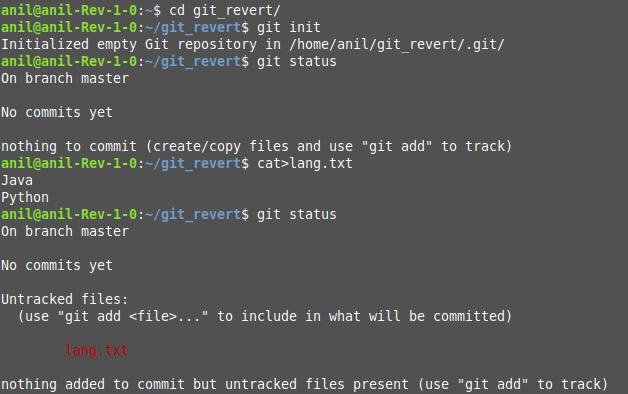 anil@anil-Rev-1-0:~$ cd git_revert/
anil@anil-Rev-1-0:~/git_revert$ git init
Initialized empty Git repository in /home/anil/git_revert/.git/
anil@anil-Rev-1-0:~/git_revert$ git status
On branch master

No commits yet

nothing to commit (create/copy files and use "git add" to track)
anil@anil-Rev-1-0:~/git_revert$ cat>lang.txt
Java
Python
anil@anil-Rev-1-0:~/git_revert$ git status
On branch master

No commits yet

Untracked files:
  (use "git add <file>..." to include in what will be committed)

        lang.txt

nothing added to commit but untracked files present (use "git add" to track)